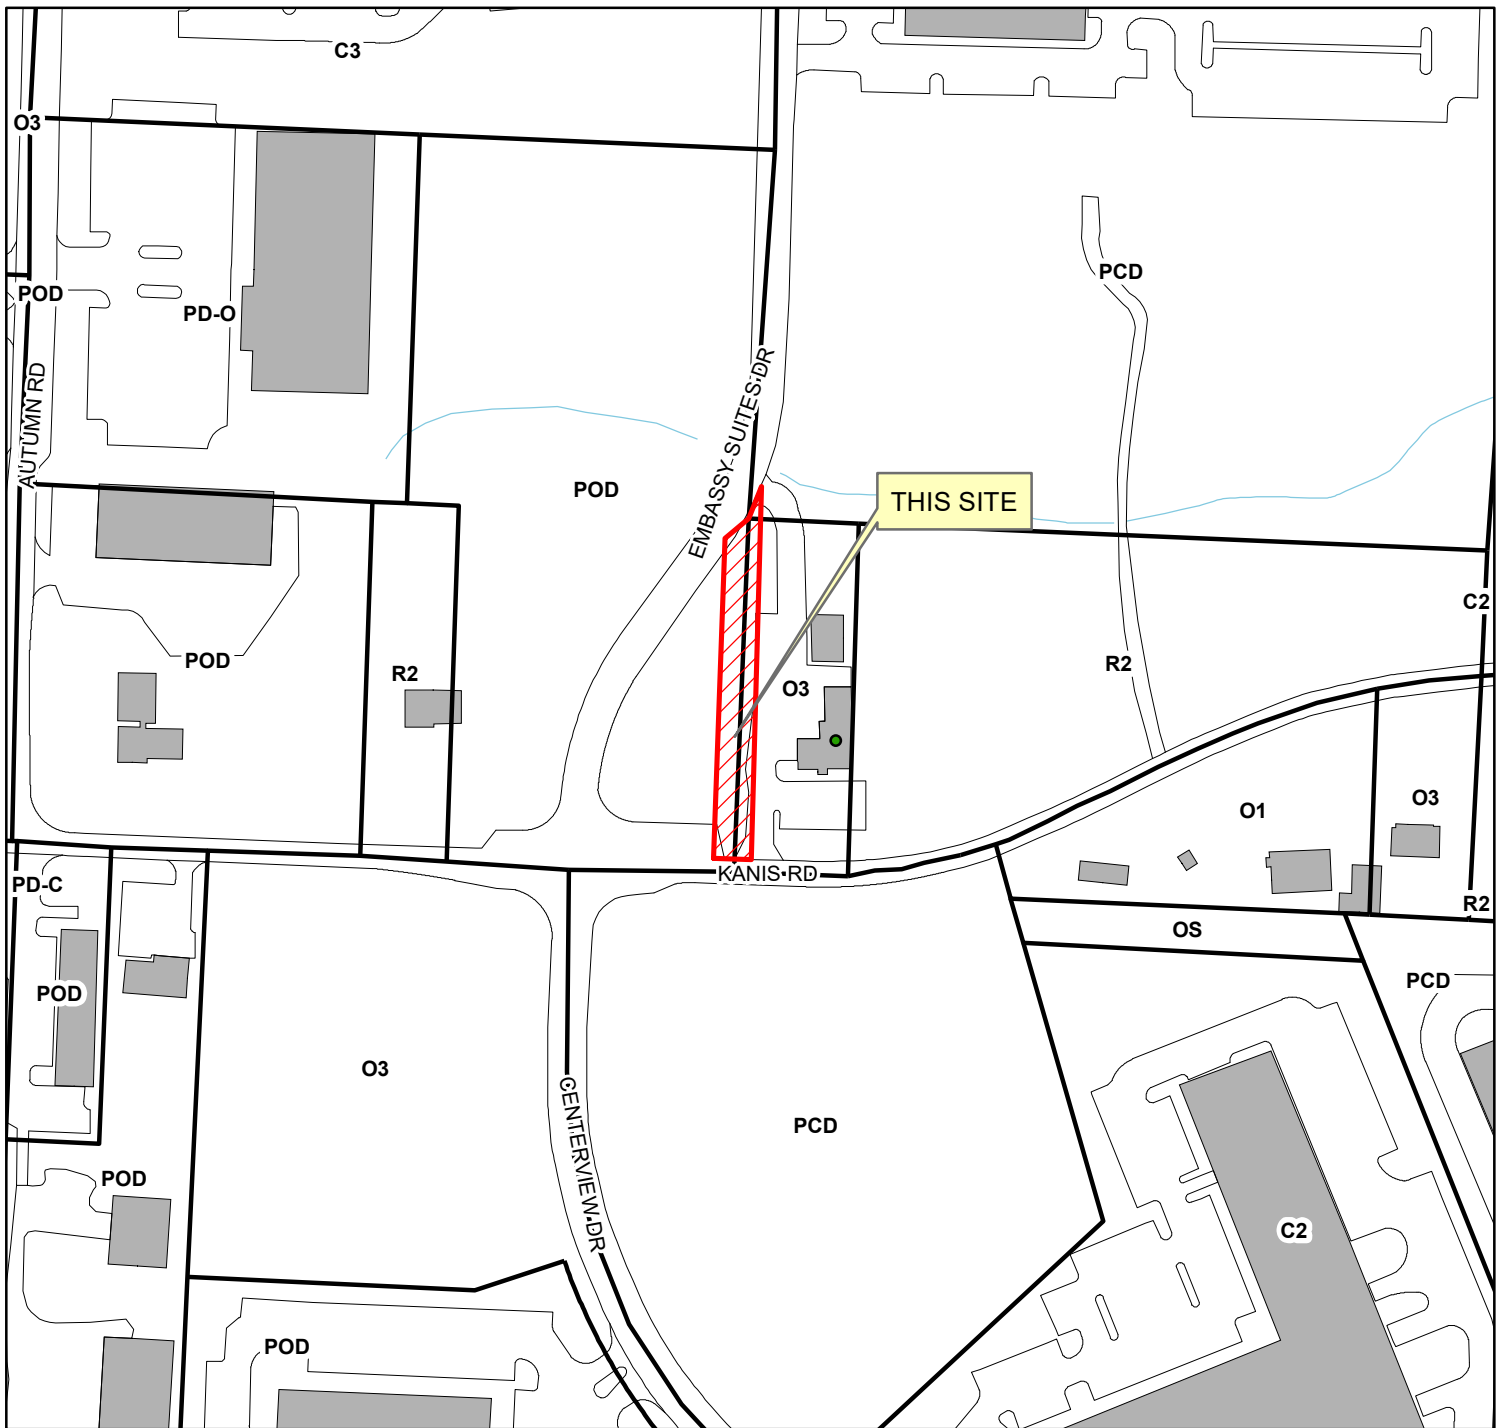 C3
O3
PCD
POD
PD-O
AUTUMN RD
EMBASSY SUITES DR
POD
THIS SITE
C2
POD
R2
R2
O3
O1
O3
KANIS RD
PD-C
R2
OS
POD
PCD
O3
CENTERVIEW DR
PCD
POD
C2
POD